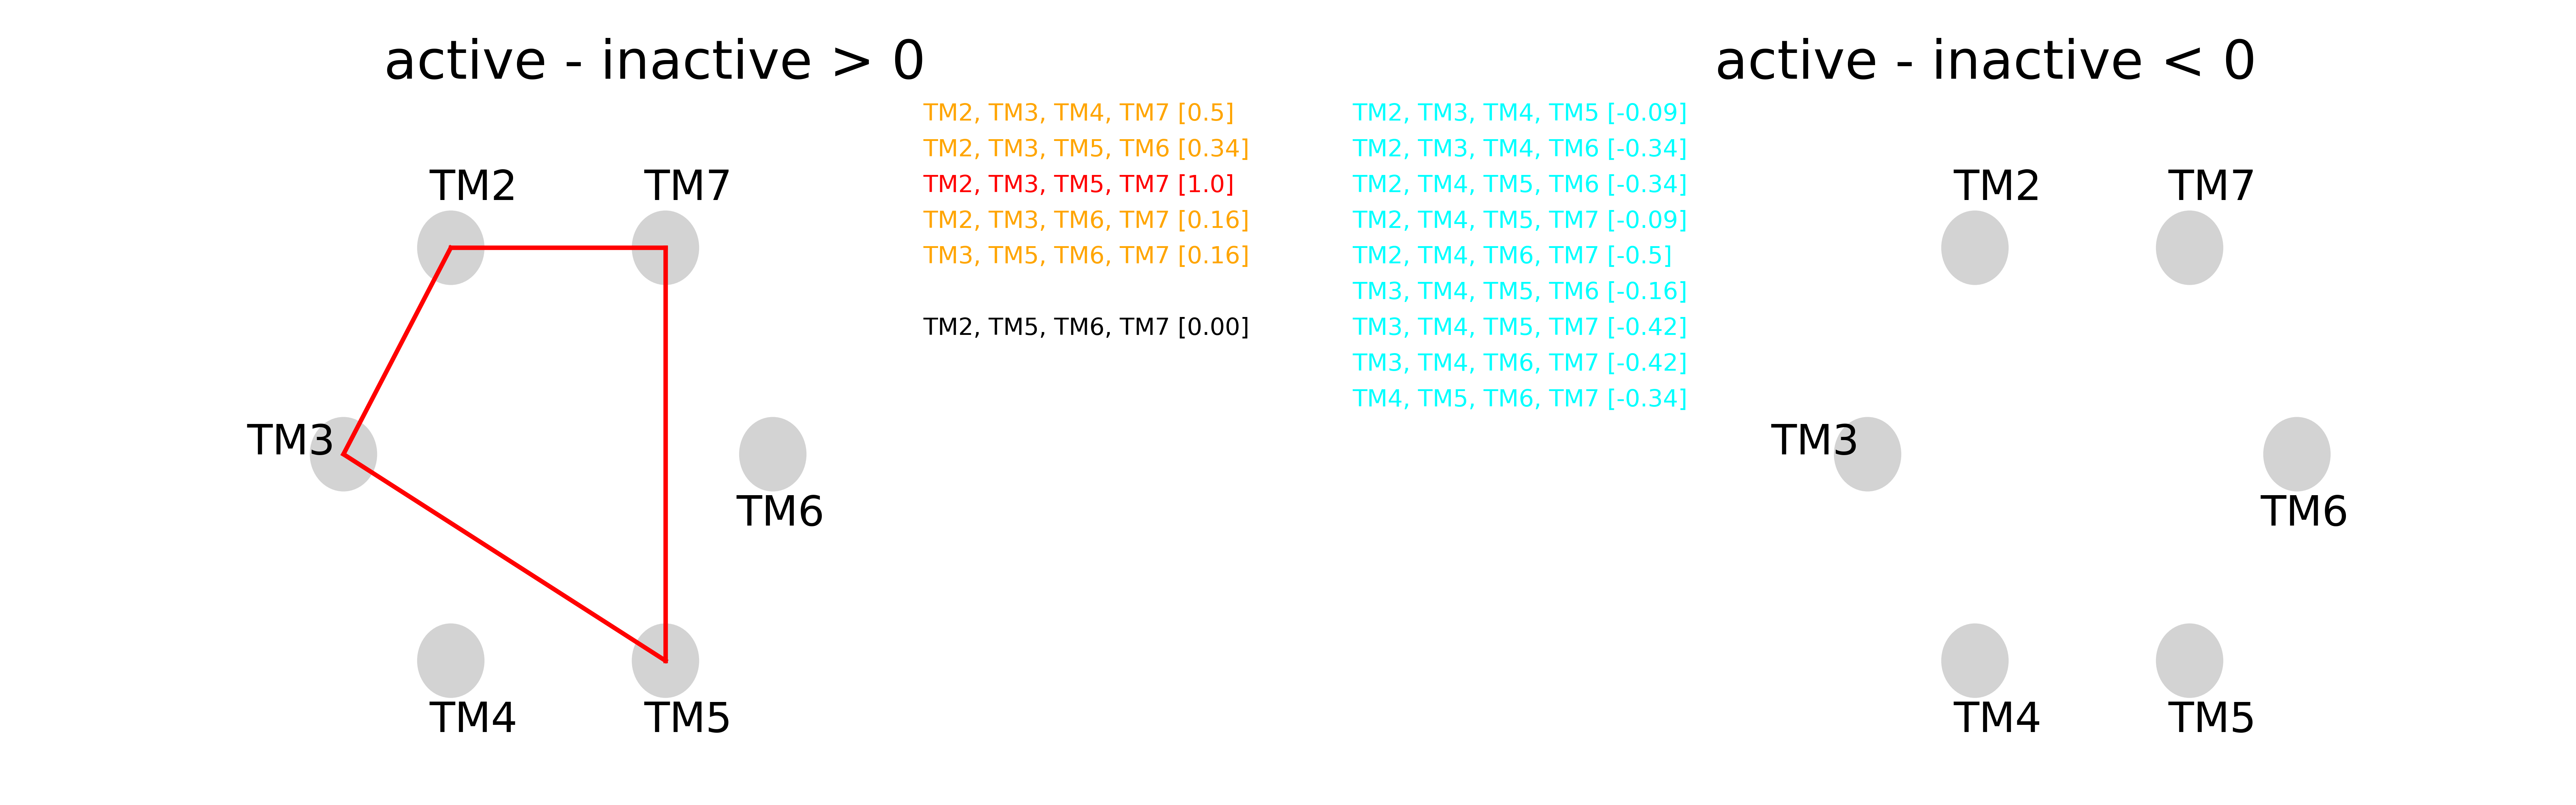 active - inactive > 0
TM2
TM7
TM3
TM6
TM4
TM5
TM2, TM3, TM4, TM7 [0.5]
TM2, TM3, TM5, TM6 [0.34]
TM2, TM3, TM5, TM7 [1.0]
TM2, TM3, TM6, TM7 [0.16]
TM3, TM5, TM6, TM7 [0.16]
TM2, TM5, TM6, TM7 [0.00]
TM2, TM3, TM4, TM5 [-0.09]
TM2, TM3, TM4, TM6 [-0.34]
TM2, TM4, TM5, TM6 [-0.34]
TM2, TM4, TM5, TM7 [-0.09]
TM2, TM4, TM6, TM7 [-0.5]
TM3, TM4, TM5, TM6 [-0.16]
TM3, TM4, TM5, TM7 [-0.42]
TM3, TM4, TM6, TM7 [-0.42]
TM4, TM5, TM6, TM7 [-0.34]
active - inactive < 0
TM2
TM7
TM3
TM6
TM4
TM5